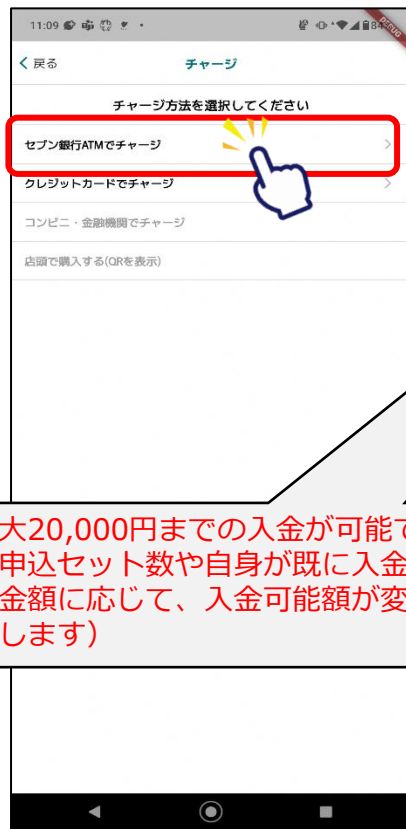 11:09
84
DEBUG
戻る
チャージ
チャージ方法を選択してください
セブン銀行ATMでチャージ
クレジットカードでチャージ
コンビニ・金融機関でチャージ
店頭で購入する(QRを表示)
大20,000円までの入金が可能で
申込セット数や自身が既に入金
金額に応じて、入金可能額が変
します）